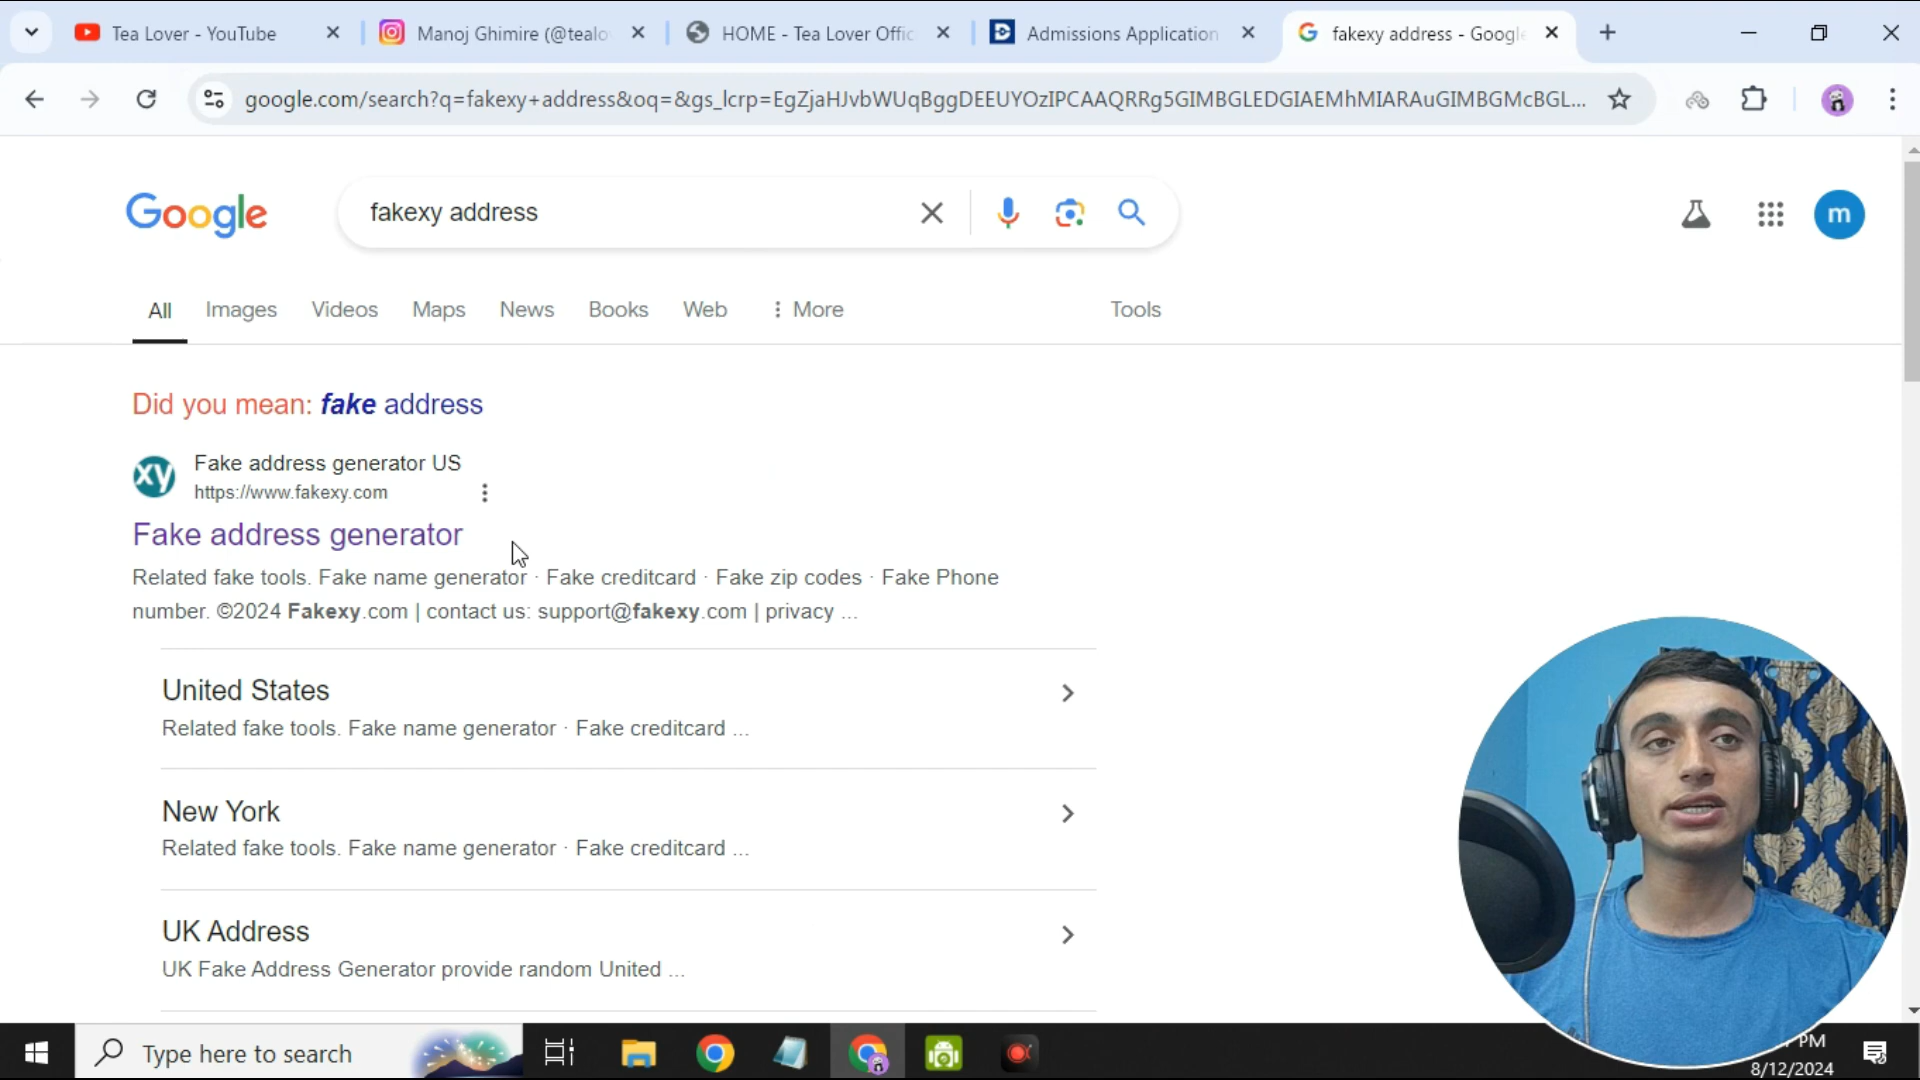 Tea Lover - YouTube
Manoj Ghimire (@tealo
HOME - Tea Lover Offic
Admissions Application
fakexy address - Google
google.com/search?q=fakexy+address&oq=&gs_lcrp=EgZjaHJvbWUqBggDEEUYOzIPCAAQRRg5GIMBGLEDGIAEMhMIARAuGIMBGMcBGL...
Google
fakexy address
m
All
Images
Videos
Maps
News
Books
Web
More
Tools
Did you mean: fake address
xy
Fake address generator US
https://www.fakexy.com
Fake address generator
Related fake tools. Fake name generator · Fake creditcard · Fake zip codes · Fake Phone
number. ©2024 Fakexy.com | contact us: support@fakexy.com | privacy ...
United States
Related fake tools. Fake name generator · Fake creditcard ...
New York
Related fake tools. Fake name generator · Fake creditcard ...
UK Address
UK Fake Address Generator provide random United ...
Type here to search
PM
8/12/2024